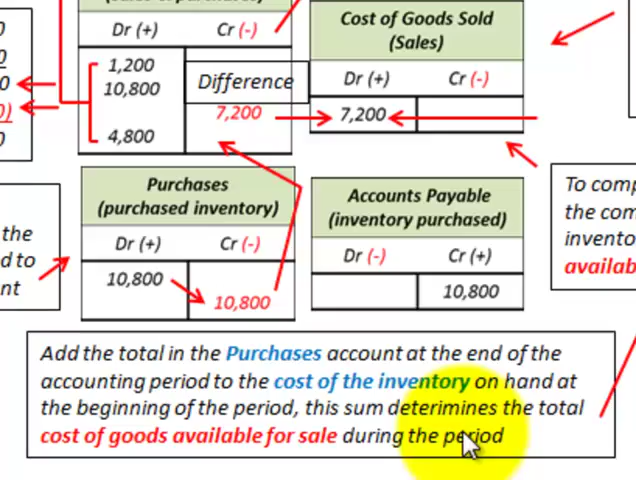 Cost of Goods Sold
(Sales)
Dr (+) Cr (-)
Dr (+) Cr (-)
1,200
10,800
Difference
7,200
7,200
4,800
Purchases
(purchased inventory)
Dr (+) Cr (-)
10,800
10,800
Accounts Payable
(inventory purchased)
Dr (-) Cr (+)
10,800
the
d to
nt
To comp
the com
invento
availab
Add the total in the Purchases account at the end of the
accounting period to the cost of the inventory on hand at
the beginning of the period, this sum deterimines the total
cost of goods available for sale during the period